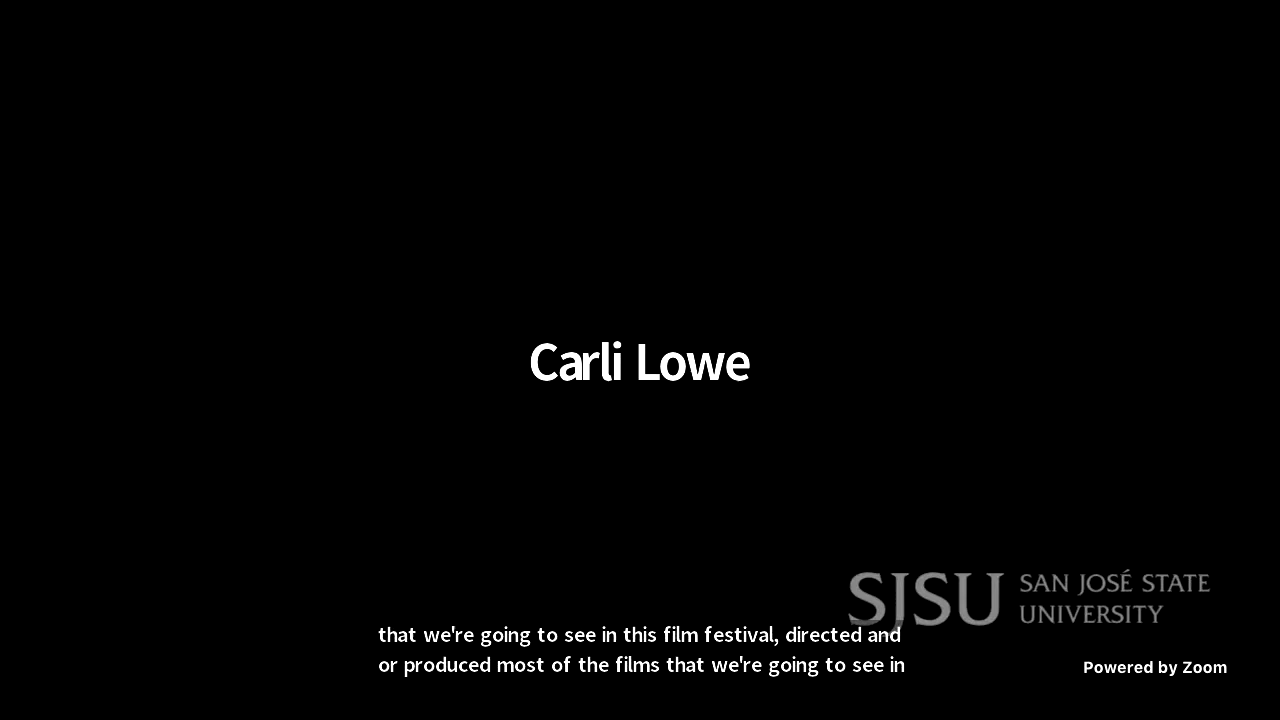 Carli Lowe
SJSU SAN JOSÉ STATE
UNIVERSITY
that we're going to see in this film festival, directed and
or produced most of the films that we're going to see in
Powered by Zoom